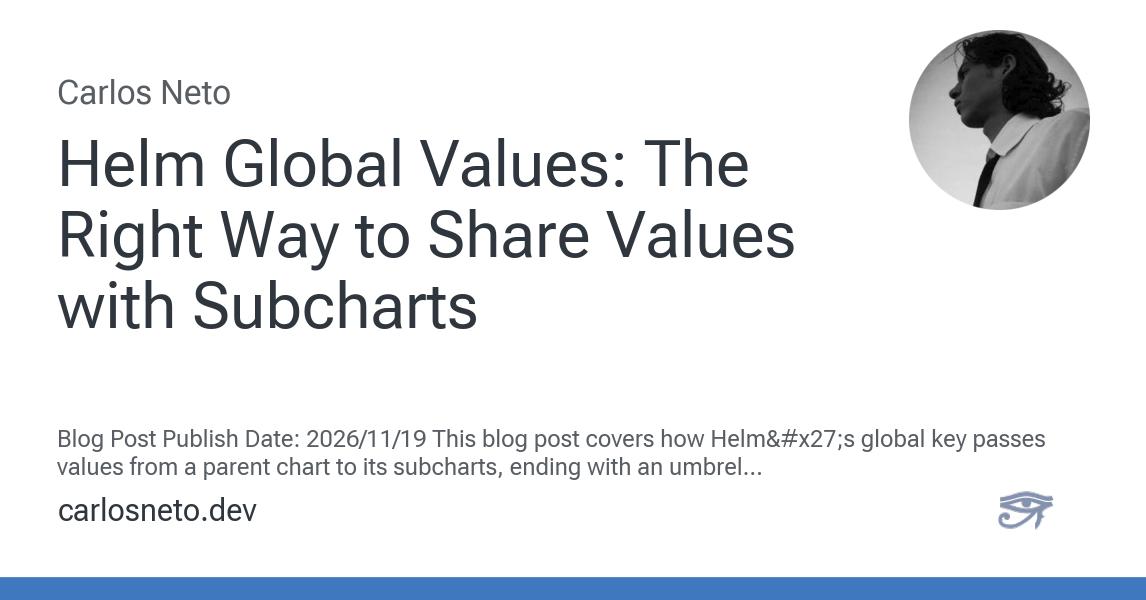 Carlos Neto
Helm Global Values: The
Right Way to Share Values
with Subcharts
Blog Post Publish Date: 2026/11/19 This blog post covers how Helm&#x27;s global key passes
values from a parent chart to its subcharts, ending with an umbrel...
carlosneto.dev